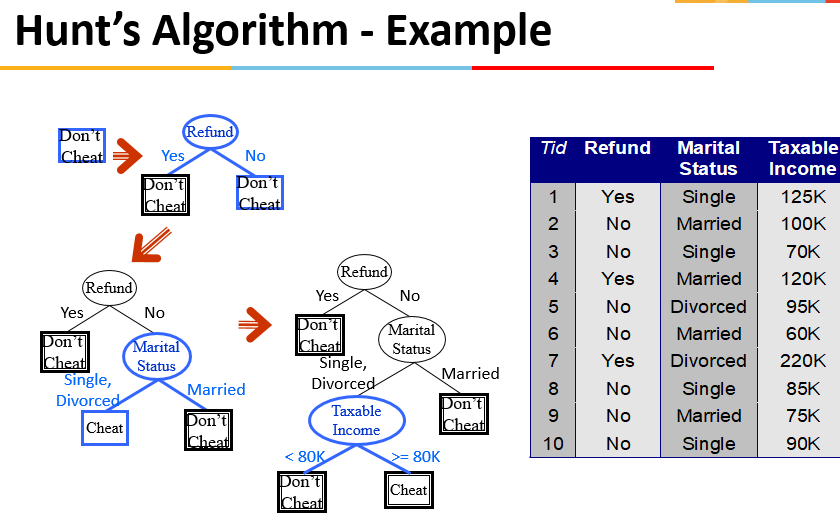 Hunt's Algorithm - Example
Don't
Cheat
Refund
Yes
No
Don't
Cheat
Don't
Cheat
Refund
Yes
No
Don't
Cheat
Marital
Status
Single,
Divorced
Married
Cheat
Don't
Cheat
Refund
Yes
No
Don't
Cheat
Marital
Status
Single,
Divorced
Married
Taxable
Income
Don't
Cheat
< 80K
>= 80K
Don't
Cheat
Cheat
Tid Refund Marital Status Taxable Income
1 Yes Single 125K
2 No Married 100K
3 No Single 70K
4 Yes Married 120K
5 No Divorced 95K
6 No Married 60K
7 Yes Divorced 220K
8 No Single 85K
9 No Married 75K
10 No Single 90K